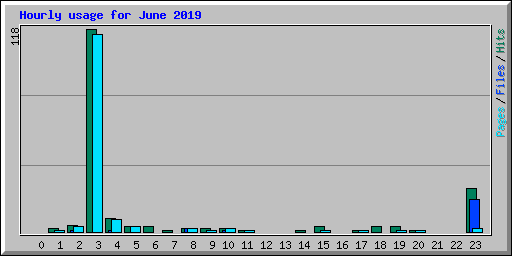 Hourly usage for June 2019
118
Pages/Files/Hits
0 1 2 3 4 5 6 7 8 9 10 11 12 13 14 15 16 17 18 19 20 21 22 23